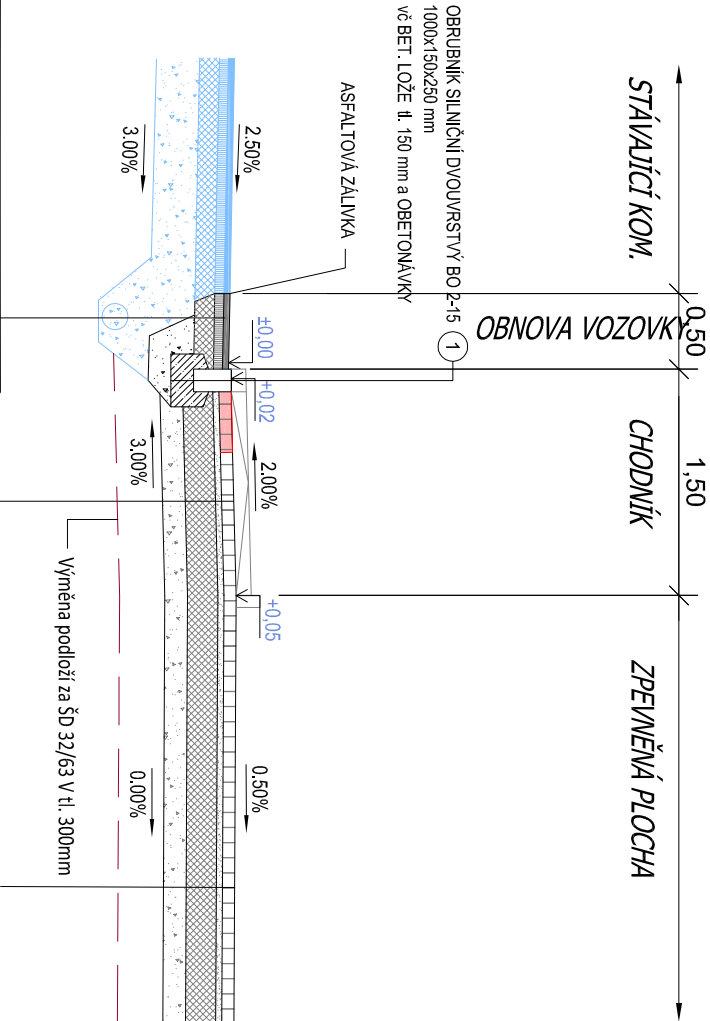 STÁVAJÍCÍ KOM.
0,50
OBNOVA VOZOVKY
1,50
CHODNÍK
ZPEVNĚNÁ PLOCHA
OBRUBNÍK SILNIČNÍ DVOUVRSTVÝ BO 2-15
1000x150x250 mm
vč BET. LOŽE tl. 150 mm a OBETONÁVKY
1
ASFALTOVÁ ZÁLIVKA
2.50%
3.00%
±0,00
+0,02
2.00%
3.00%
+0,05
0.50%
0.00%
Výměna podloží za ŠD 32/63 V tl. 300mm